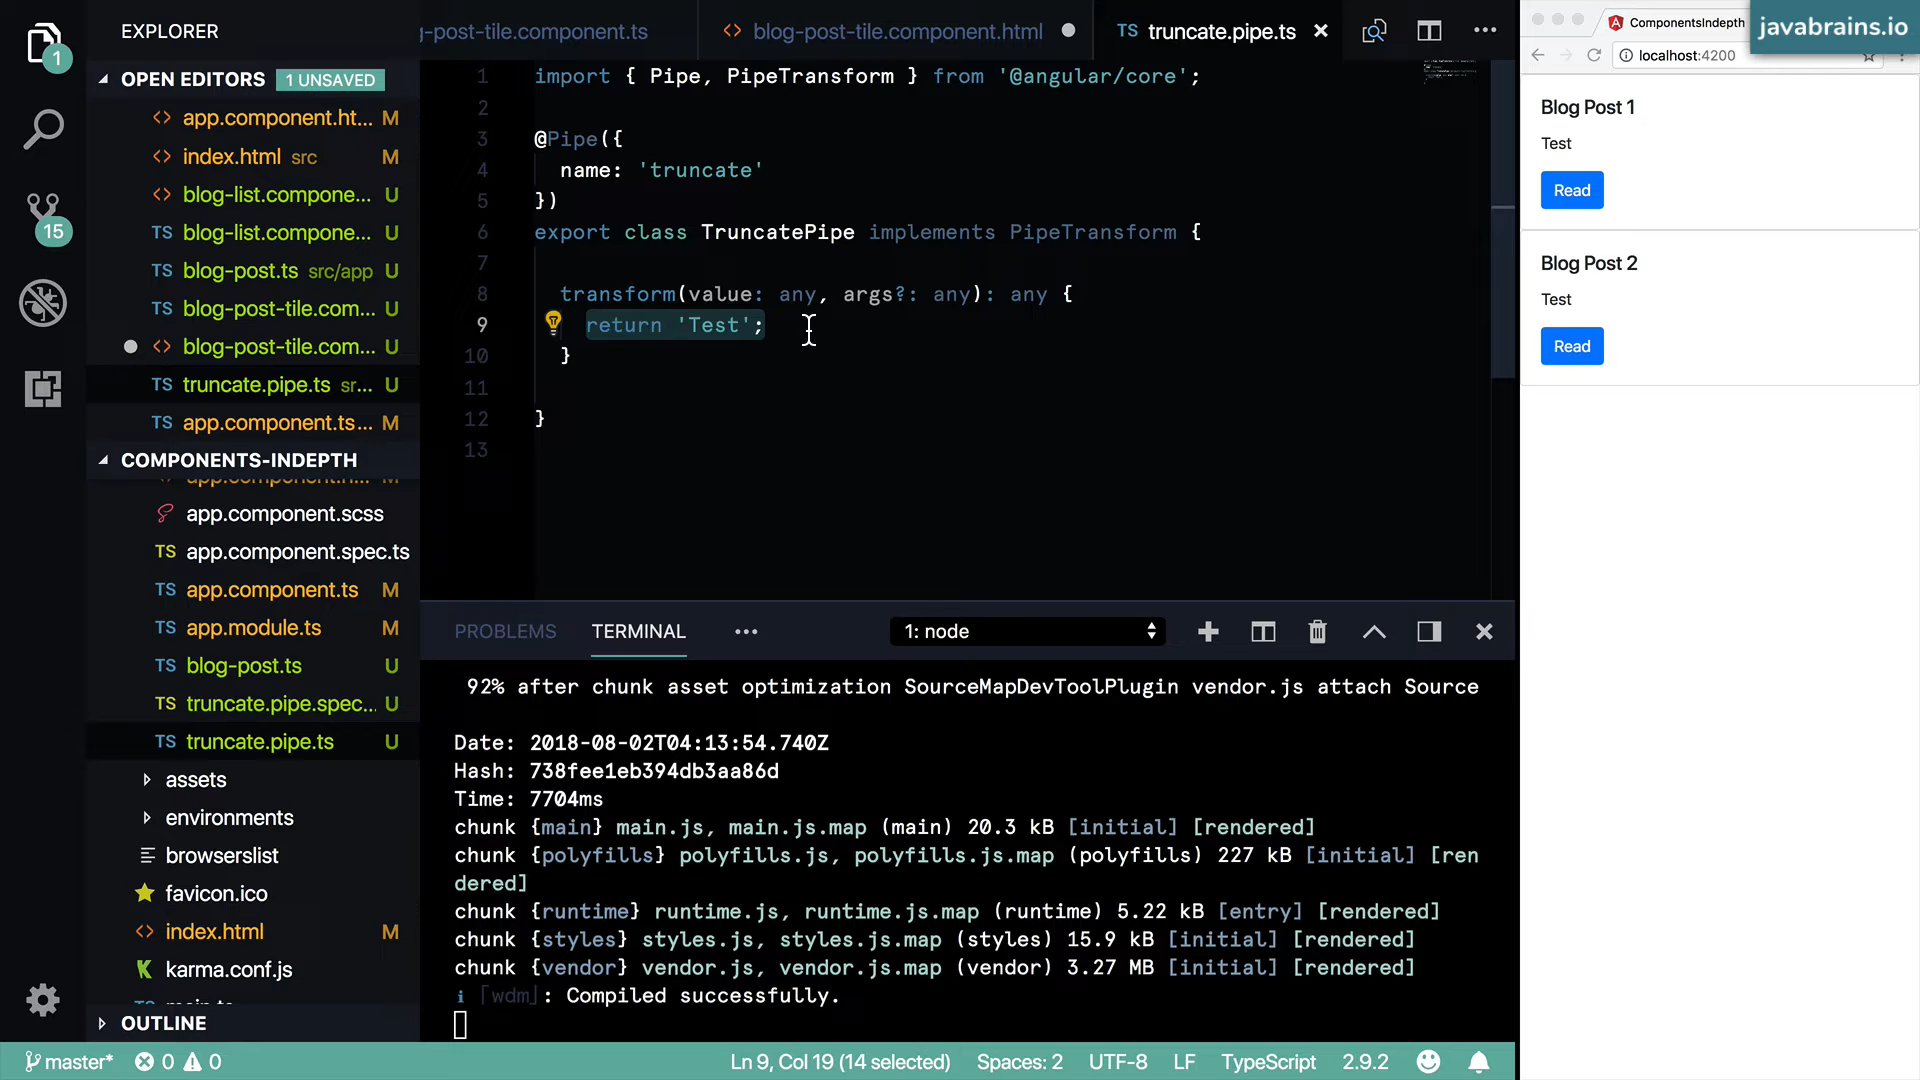 EXPLORER
OPEN EDITORS 1 UNSAVED
app.component.ht... M
index.html src M
blog-list.compone... U
TS blog-list.compone... U
TS blog-post.ts src/app U
TS blog-post-tile.com... U
blog-post-tile.com... U
TS truncate.pipe.ts sr... U
TS app.component.ts... M
COMPONENTS-INDEPTH
app.component.scss
TS app.component.spec.ts
TS app.component.ts M
TS app.module.ts M
TS blog-post.ts U
TS truncate.pipe.spec... U
TS truncate.pipe.ts U
assets
environments
browserslist
favicon.ico
index.html M
karma.conf.js
OUTLINE
1
15
-post-tile.component.ts
blog-post-tile.component.html
TS truncate.pipe.ts
1 import { Pipe, PipeTransform } from '@angular/core';
2
3 @Pipe({
4 name: 'truncate'
5 })
6 export class TruncatePipe implements PipeTransform {
7
8 transform(value: any, args?: any): any {
9 return 'Test';
10 }
11
12 }
13
PROBLEMS TERMINAL ... 1: node
92% after chunk asset optimization SourceMapDevToolPlugin vendor.js attach Source
Date: 2018-08-02T04:13:54.740Z
Hash: 738fee1eb394db3aa86d
Time: 7704ms
chunk {main} main.js, main.js.map (main) 20.3 kB [initial] [rendered]
chunk {polyfills} polyfills.js, polyfills.js.map (polyfills) 227 kB [initial] [ren
dered]
chunk {runtime} runtime.js, runtime.js.map (runtime) 5.22 kB [entry] [rendered]
chunk {styles} styles.js, styles.js.map (styles) 15.9 kB [initial] [rendered]
chunk {vendor} vendor.js, vendor.js.map (vendor) 3.27 MB [initial] [rendered]
i ｢wdm｣: Compiled successfully.
master* 0 0 Ln 9, Col 19 (14 selected) Spaces: 2 UTF-8 LF TypeScript 2.9.2
ComponentsIndepth
javabrains.io
localhost:4200
Blog Post 1
Test
Read
Blog Post 2
Test
Read